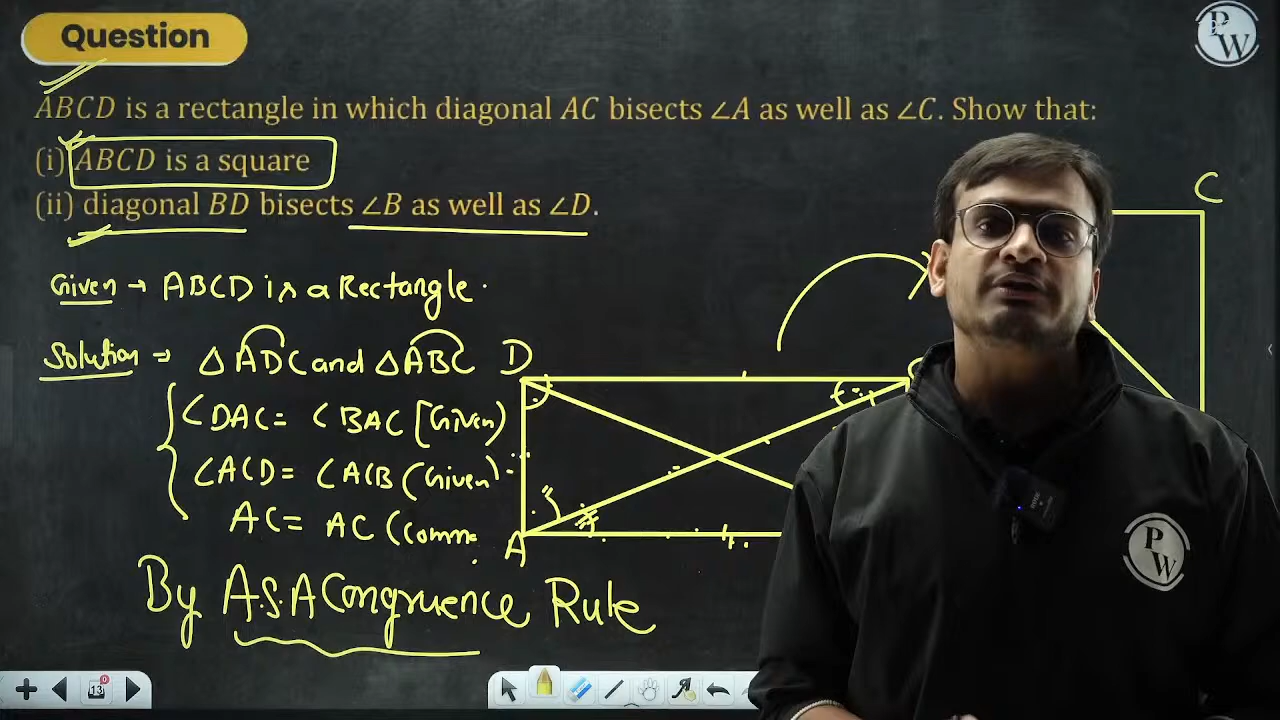 Question
P
W
ABCD is a rectangle in which diagonal AC bisects ∠A as well as ∠C. Show that:
(i) ABCD is a square
(ii) diagonal BD bisects ∠B as well as ∠D.
C
Given → ABCD is a Rectangle.
Solution ⇒ △ADC and △ABC
D
∠DAC = ∠BAC [Given)
∠ACD = ∠ACB (Given)
AC = AC (comm
A
By A.S.A Congruence Rule
P
W
13
0